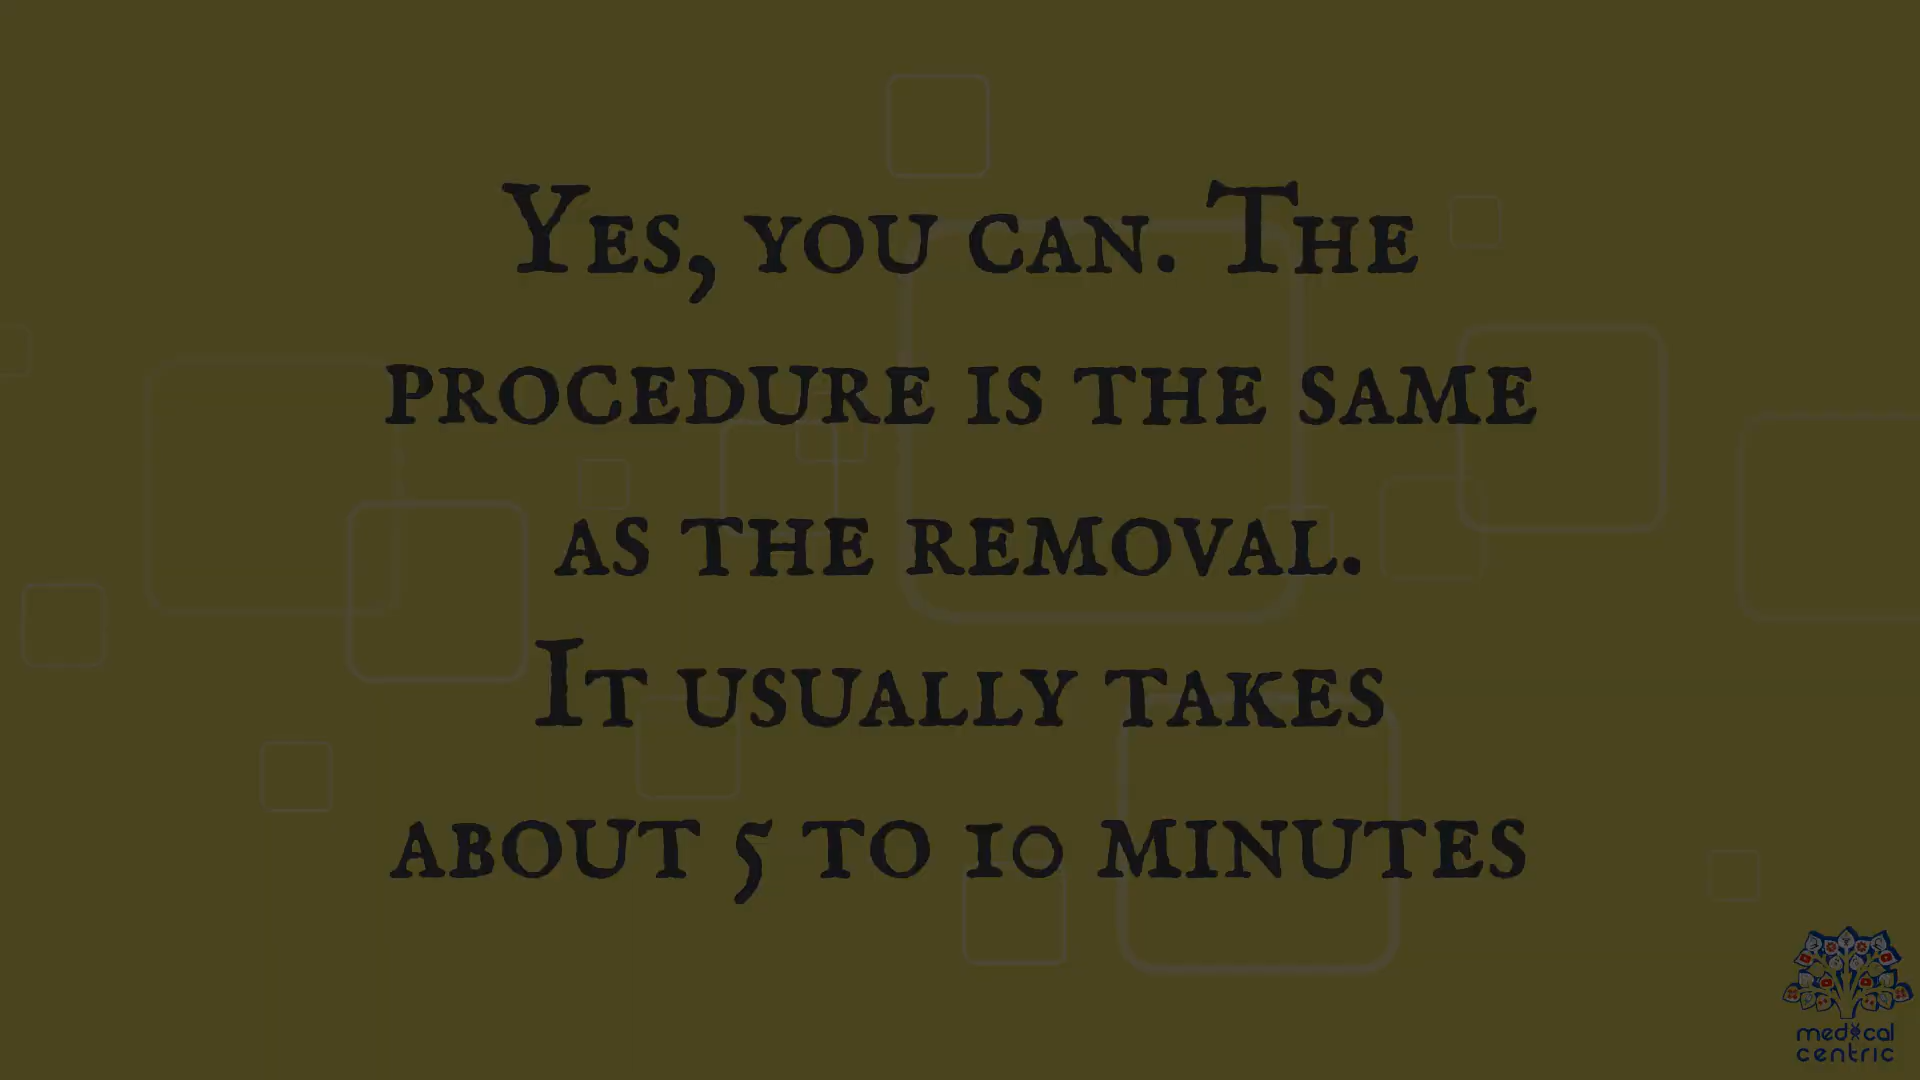 Yes, you can. The
procedure is the same
as the removal.
It usually takes
about 5 to 10 minutes
medical
centric